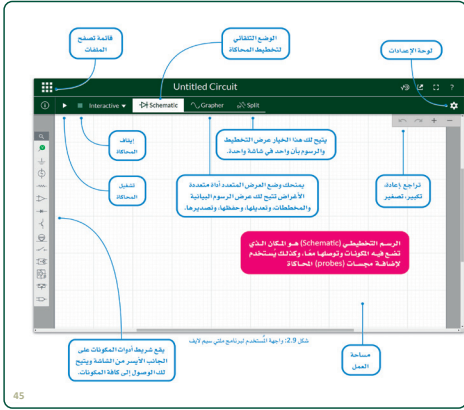 قائمة تصفح
الملفات
الوضع التلقائي
لتخطيط المحاكاة
لوحة الإعدادات
Untitled Circuit
Interactive
Schematic
Grapher
Split
إيقاف
المحاكاة
تشغيل
المحاكاة
يتيح لك هذا الخيار عرض التخطيط
والرسوم بآن واحد في شاشة واحدة.
يمنحك وضع العرض المتعدد أداة متعددة
الأغراض تتيح لك عرض الرسوم البيانية
والمخططات، وتعديلها، وحفظها، وتصديرها.
تراجع، إعادة،
تكبير، تصغير
الرسم التخطيطي (Schematic) هو المكان الذي
تضع فيه المكونات وتوصلها معًا، وكذلك يُستخدم
لإضافة مجسات (probes) المحاكاة
شكل 2.9: واجهة المُستخدم لبرنامج ملتي سيم لايف
يقع شريط أدوات المكونات على
الجانب الأيسر من الشاشة ويتيح
لك الوصول إلى كافة المكونات.
مساحة
العمل
45